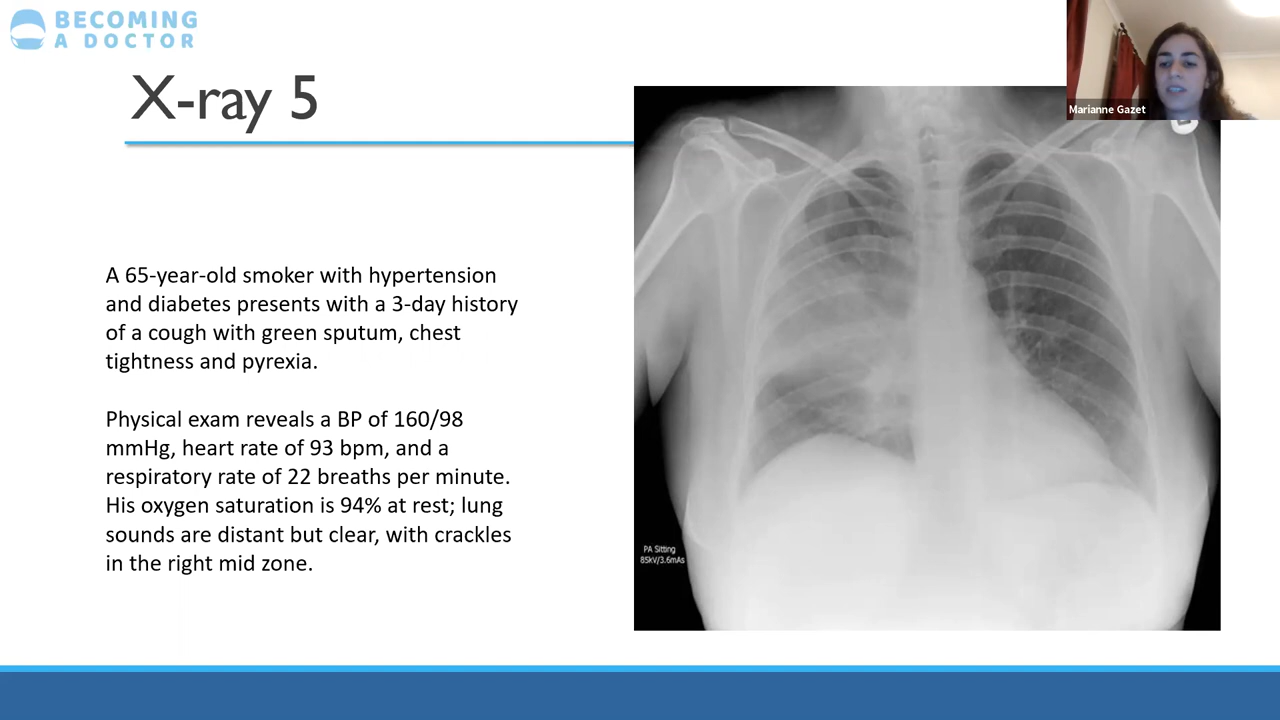 BECOMING
A DOCTOR
X-ray 5
Marianne Gazet
A 65-year-old smoker with hypertension
and diabetes presents with a 3-day history
of a cough with green sputum, chest
tightness and pyrexia.
Physical exam reveals a BP of 160/98
mmHg, heart rate of 93 bpm, and a
respiratory rate of 22 breaths per minute.
His oxygen saturation is 94% at rest; lung
sounds are distant but clear, with crackles
in the right mid zone.
PA Sitting
85kV/3.6mAs